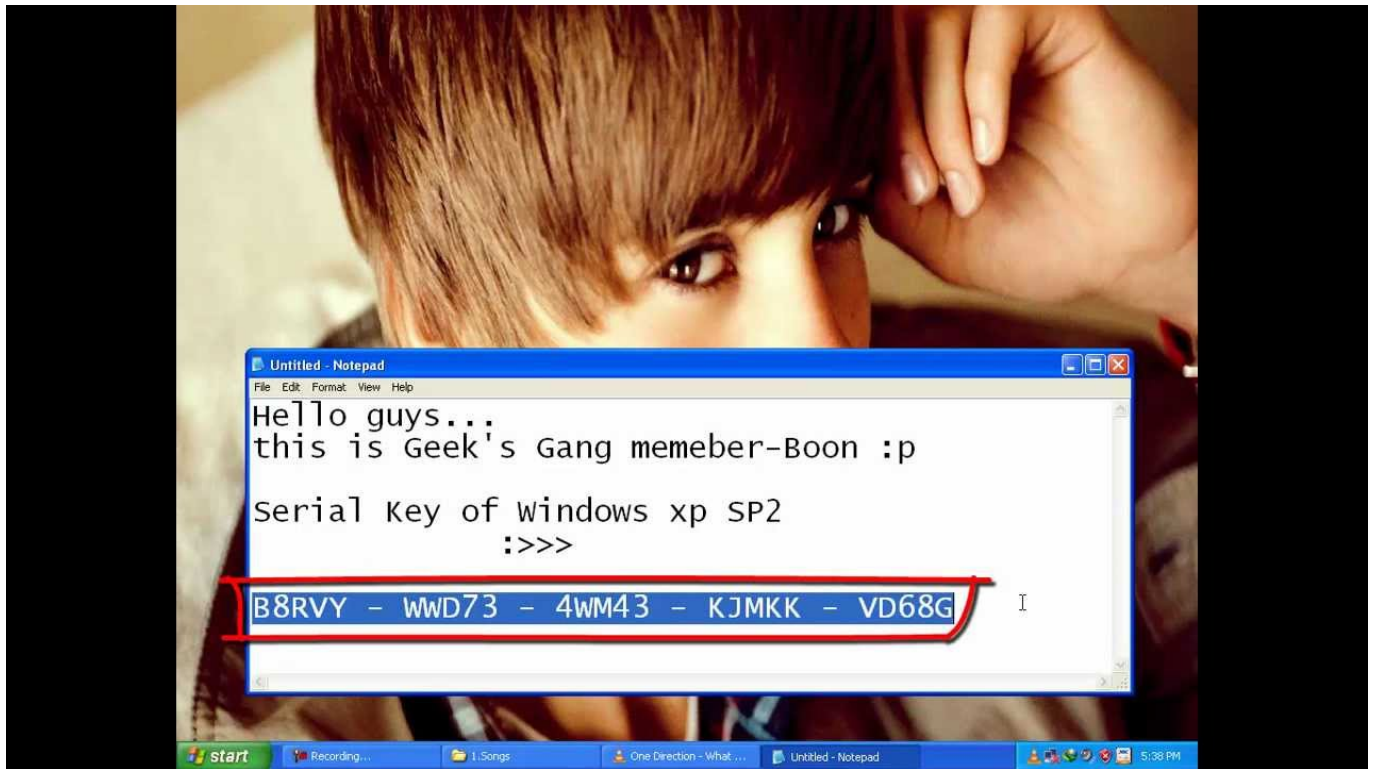 Untitled - Notepad
File Edit Format View Help
Hello guys...
this is Geek's Gang memeber-Boon :p
Serial Key of Windows xp SP2
:>>>
B8RVY - WWD73 - 4WM43 - KJMKK - VD68G
start Recording... 1.Songs One Direction - What ... Untitled - Notepad 5:38 PM